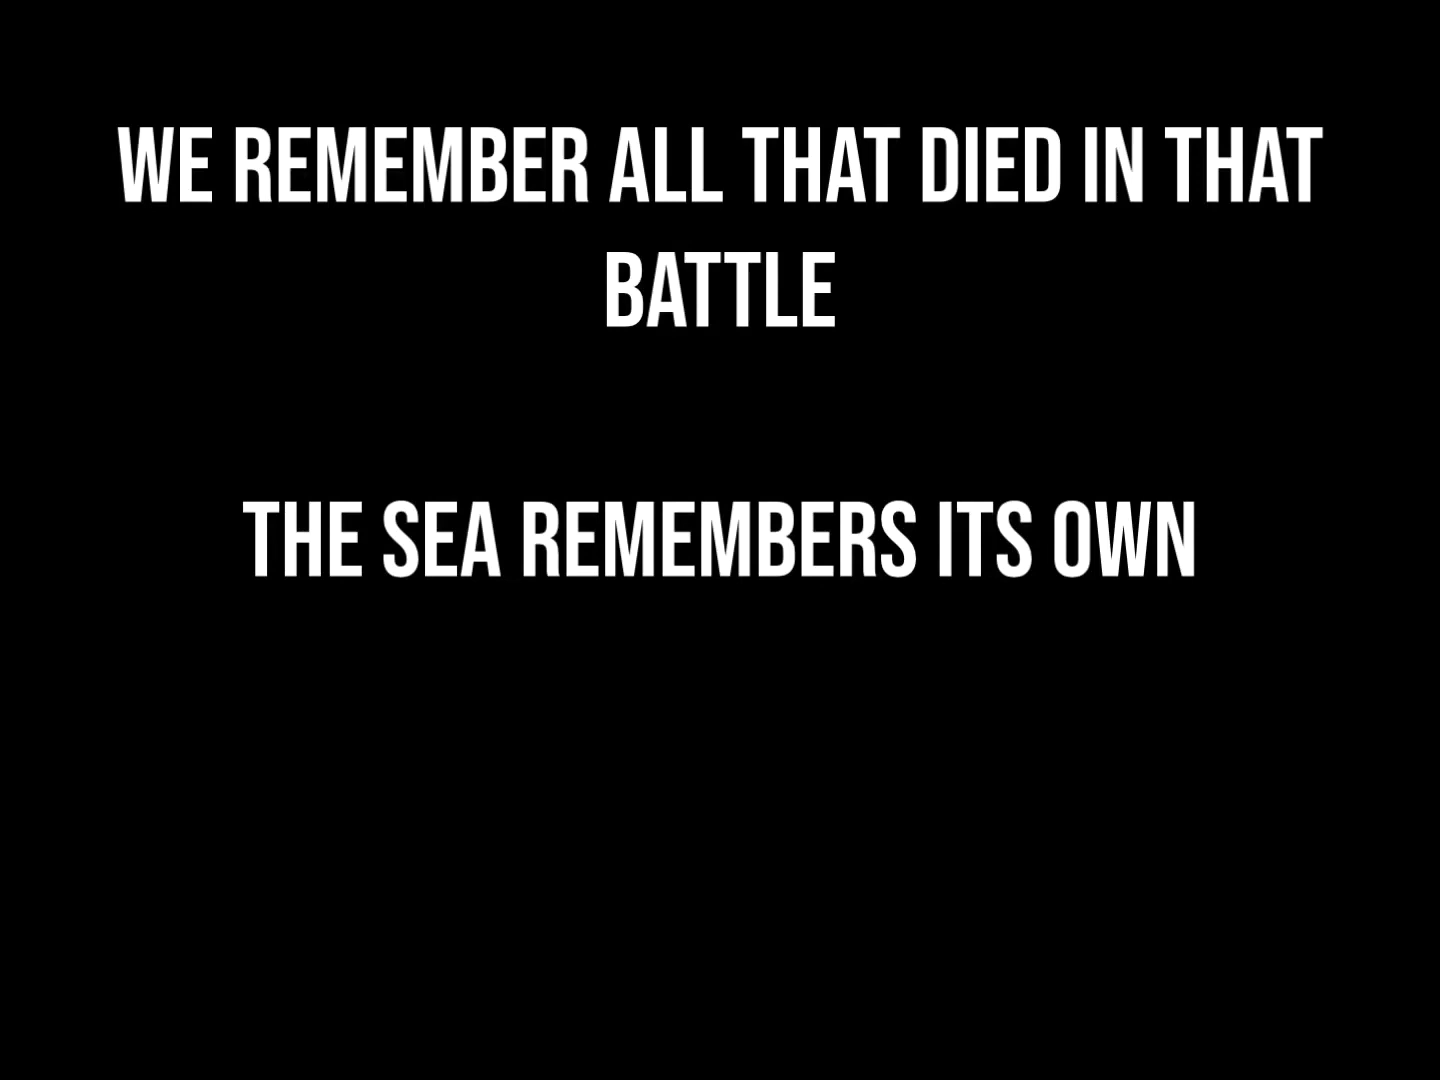 WE REMEMBER ALL THAT DIED IN THAT
BATTLE
THE SEA REMEMBERS ITS OWN